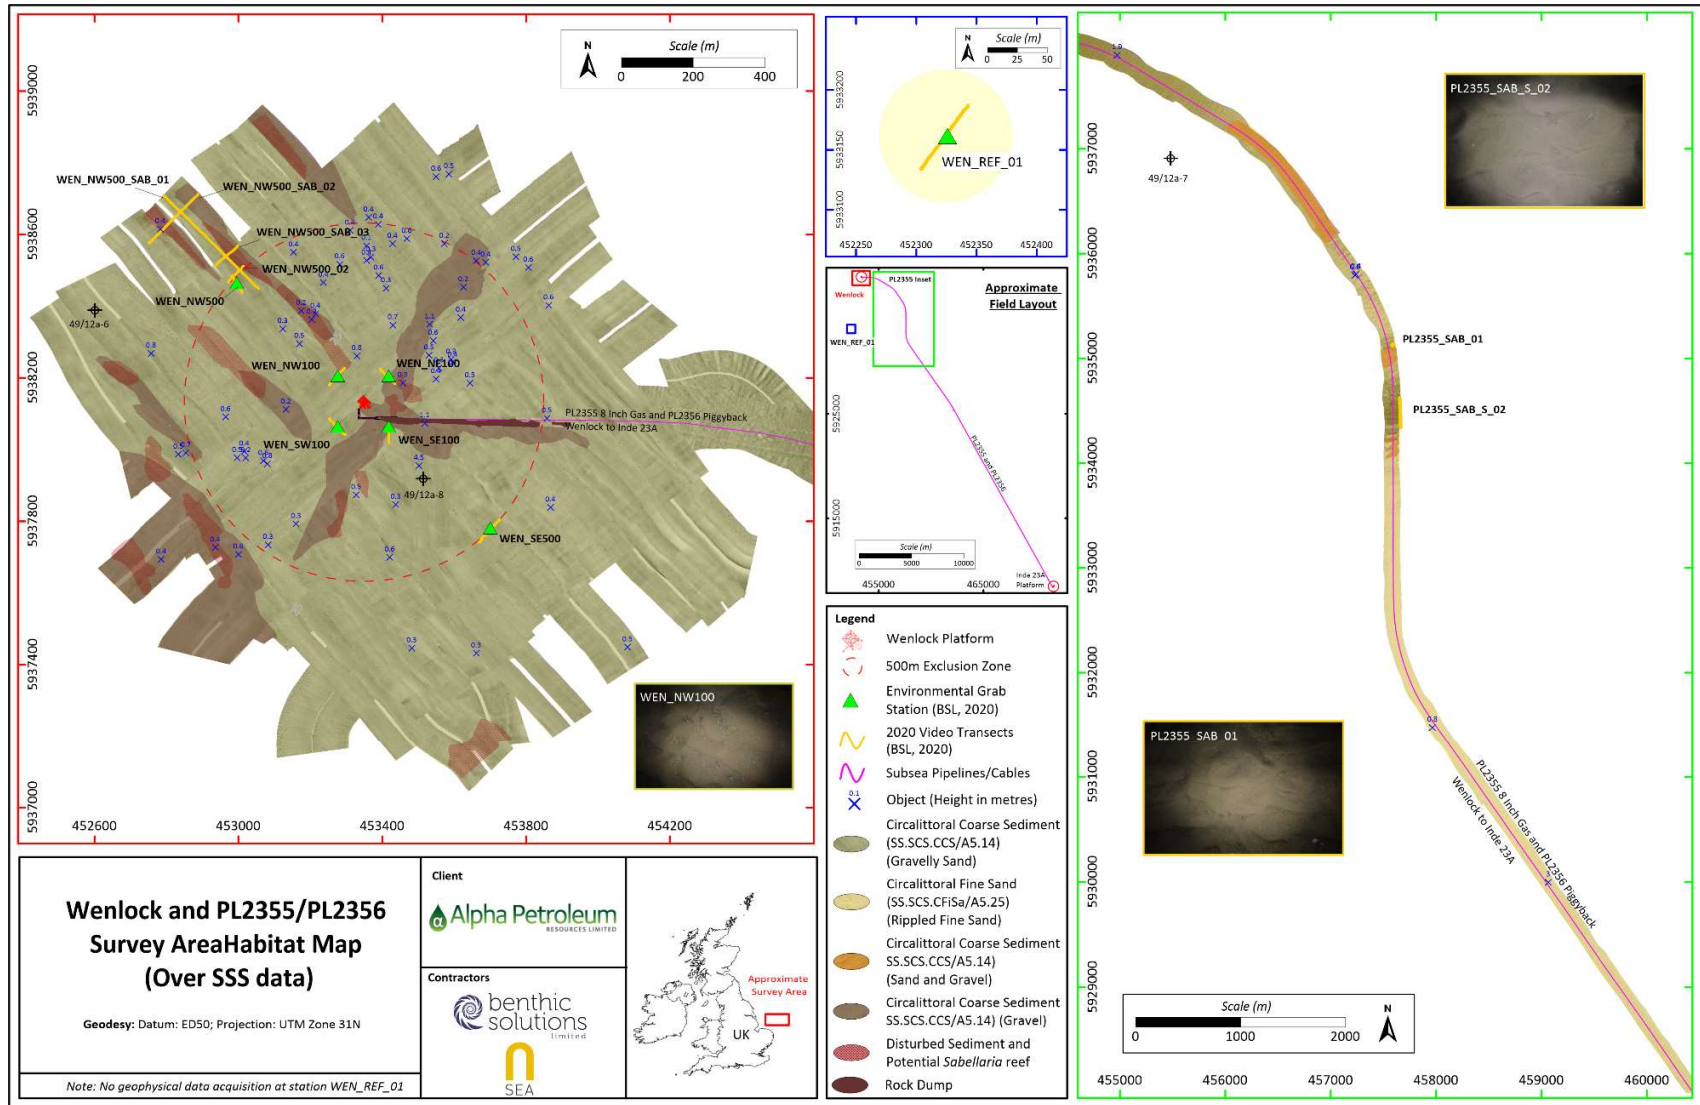 N
Scale (m)
0 200 400
5939000
5938600
5938200
5937800
5937400
5937000
452600 453000 453400 453800 454200
WEN_NW500_SAB_01
WEN_NW500_SAB_02
WEN_NW500_SAB_03
WEN_NW500_02
WEN_NW500
49/12a-6
WEN_NW100
WEN_NE100
WEN_SW100
WEN_SE100
PL2355 8 Inch Gas and PL2356 Piggyback
Wenlock to Inde 23A
49/12a-8
WEN_SE500
WEN_NW100
N
Scale (m)
0 25 50
5933200
5933150
5933100
WEN_REF_01
452250 452300 452350 452400
PL2355 Inset
Approximate
Field Layout
Wenlock
WEN_REF_01
PL2355 and PL2356
5925000
5915000
Scale (m)
0 5000 10000
Inde 23A
Platform
455000 465000
Legend
Wenlock Platform
500m Exclusion Zone
Environmental Grab
Station (BSL, 2020)
2020 Video Transects
(BSL, 2020)
Subsea Pipelines/Cables
0.1
Object (Height in metres)
Circalittoral Coarse Sediment
(SS.SCS.CCS/A5.14)
(Gravelly Sand)
Circalittoral Fine Sand
(SS.SCS.CFiSa/A5.25)
(Rippled Fine Sand)
Circalittoral Coarse Sediment
SS.SCS.CCS/A5.14)
(Sand and Gravel)
Circalittoral Coarse Sediment
SS.SCS.CCS/A5.14) (Gravel)
Disturbed Sediment and
Potential Sabellaria reef
Rock Dump
PL2355_SAB_S_02
49/12a-7
5937000
5936000
5935000
5934000
5933000
5932000
5931000
5930000
5929000
PL2355_SAB_01
PL2355_SAB_S_02
0.8
PL2355 SAB 01
PL2355 8 Inch Gas and PL2356 Piggyback
Wenlock to Inde 23A
Scale (m)
0 1000 2000
N
455000 456000 457000 458000 459000 460000
Wenlock and PL2355/PL2356
Survey AreaHabitat Map
(Over SSS data)
Geodesy: Datum: ED50; Projection: UTM Zone 31N
Note: No geophysical data acquisition at station WEN_REF_01
Client
Alpha Petroleum
RESOURCES LIMITED
Contractors
benthic
solutions
limited
SEA
Approximate
Survey Area
UK